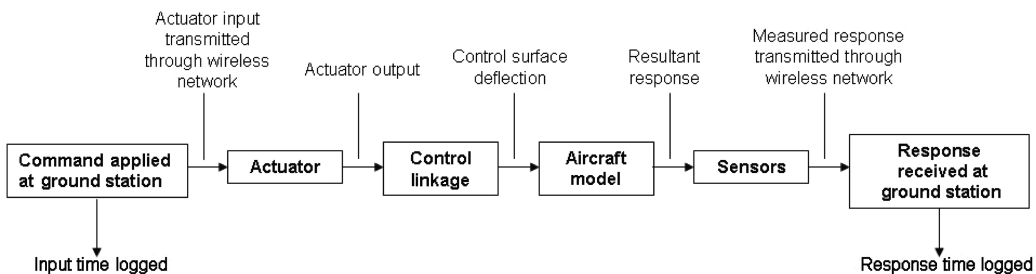 Actuator input
transmitted
through wireless
network
Actuator output
Control surface
deflection
Resultant
response
Measured response
transmitted through
wireless network
Command applied
at ground station
Actuator
Control
linkage
Aircraft
model
Sensors
Response
received at
ground station
Input time logged
Response time logged